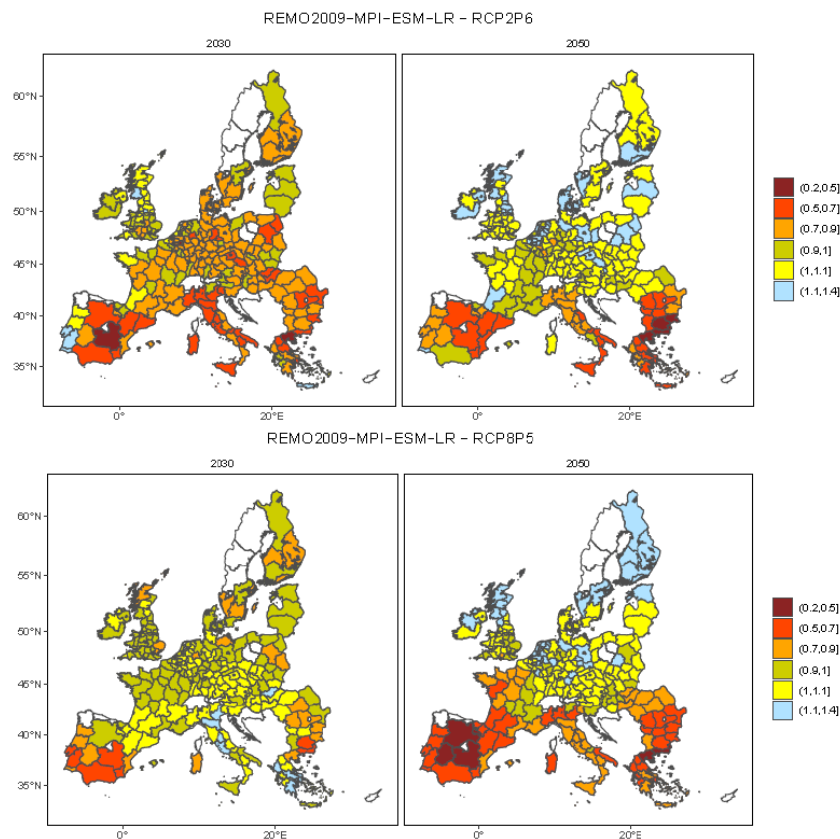 REMO2009-MPI-ESM-LR - RCP2P6
2030 2050
60°N
55°N
50°N
45°N
40°N
35°N
0° 20°E 0° 20°E
(0.2,0.5]
(0.5,0.7]
(0.7,0.9]
(0.9,1]
(1,1.1]
(1.1,1.4]
REMO2009-MPI-ESM-LR - RCP8P5
2030 2050
60°N
55°N
50°N
45°N
40°N
35°N
0° 20°E 0° 20°E
(0.2,0.5]
(0.5,0.7]
(0.7,0.9]
(0.9,1]
(1,1.1]
(1.1,1.4]